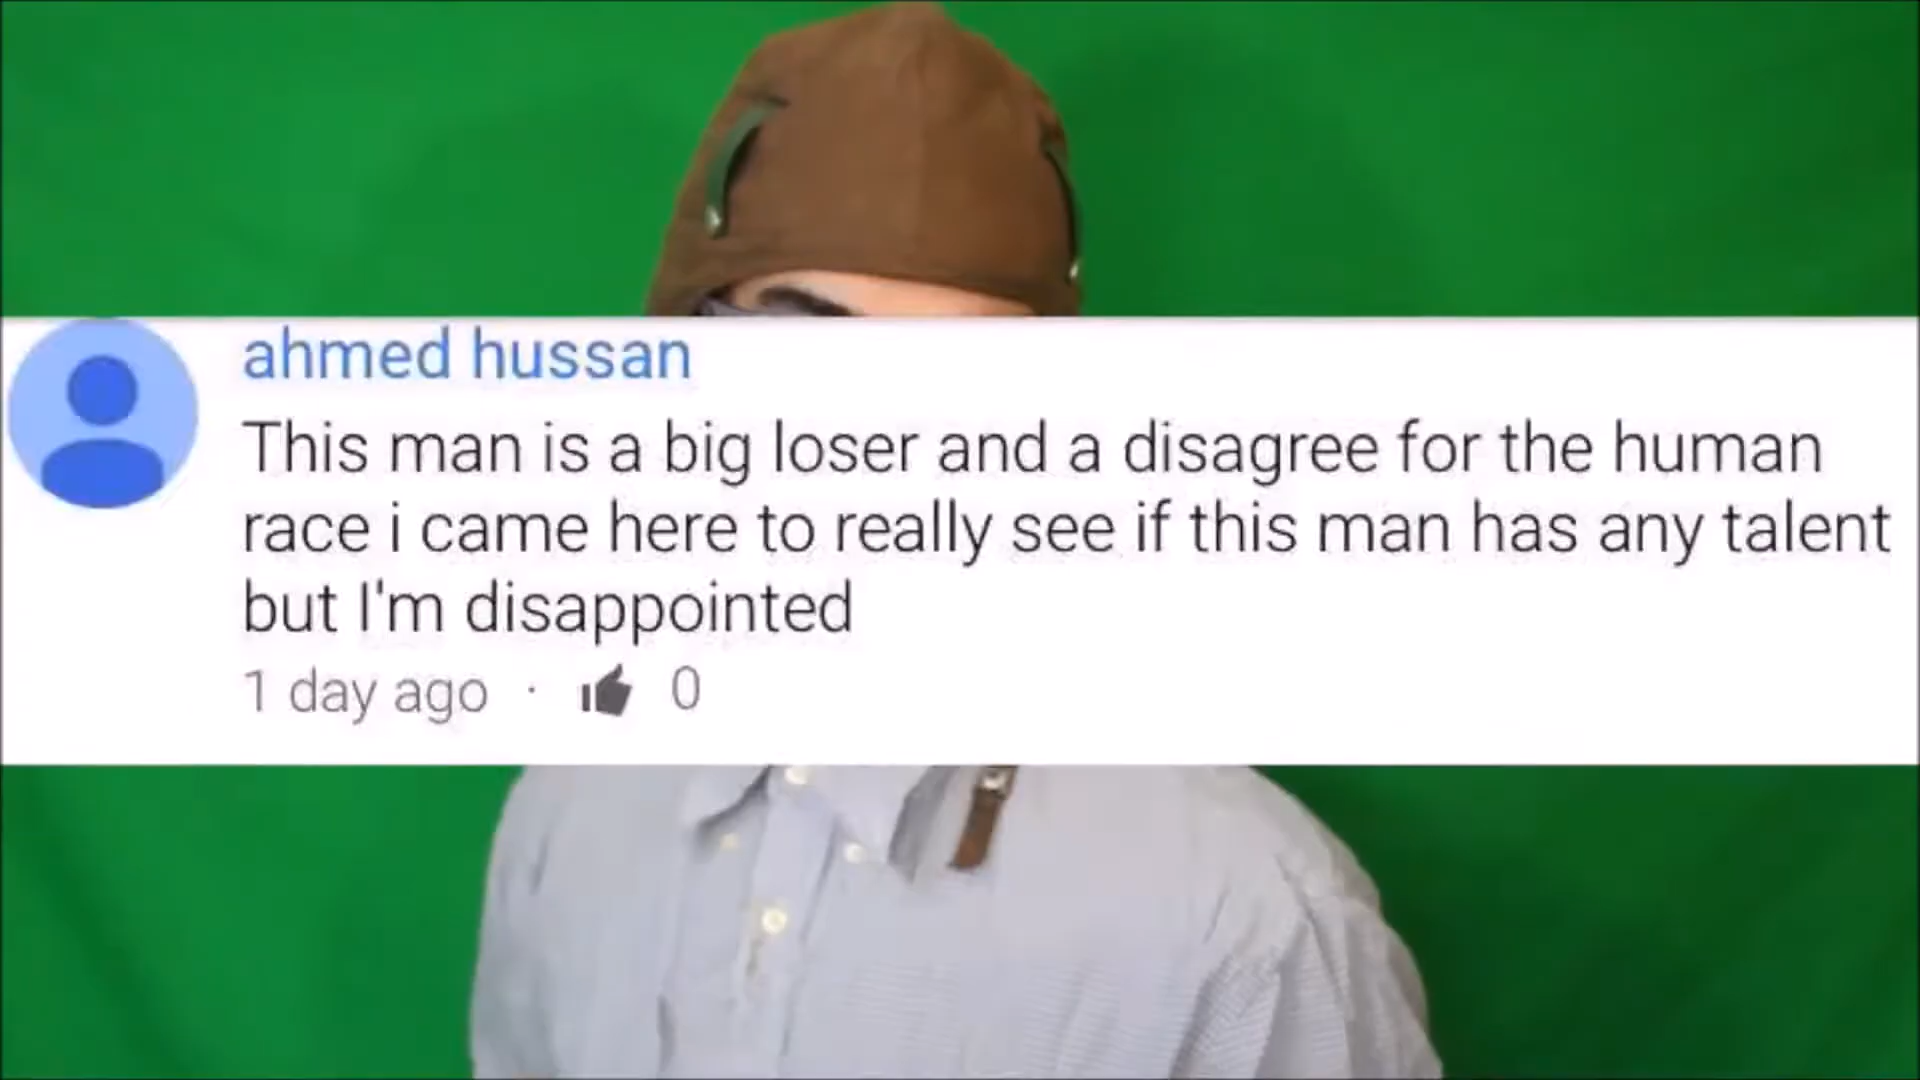 ahmed hussan
This man is a big loser and a disagree for the human
race i came here to really see if this man has any talent
but I'm disappointed
1 day ago · 0